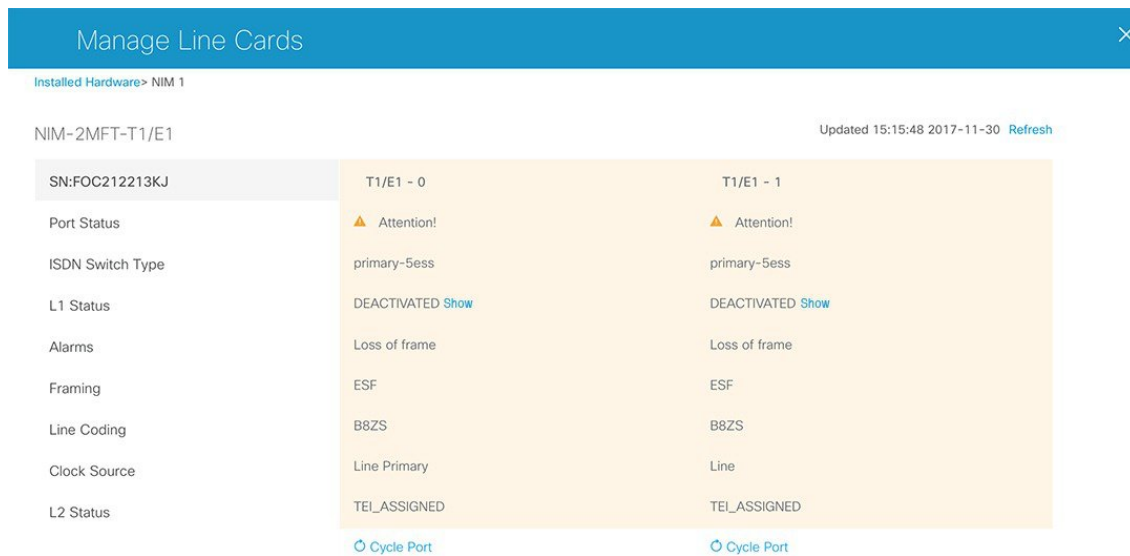 Manage Line Cards
Installed Hardware> NIM 1
NIM-2MFT-T1/E1
Updated 15:15:48 2017-11-30 Refresh
SN:FOC212213KJ T1/E1 - 0 T1/E1 - 1
Port Status Attention! Attention!
ISDN Switch Type primary-5ess primary-5ess
L1 Status DEACTIVATED Show DEACTIVATED Show
Alarms Loss of frame Loss of frame
Framing ESF ESF
Line Coding B8ZS B8ZS
Clock Source Line Primary Line
L2 Status TEI_ASSIGNED TEI_ASSIGNED
Cycle Port Cycle Port